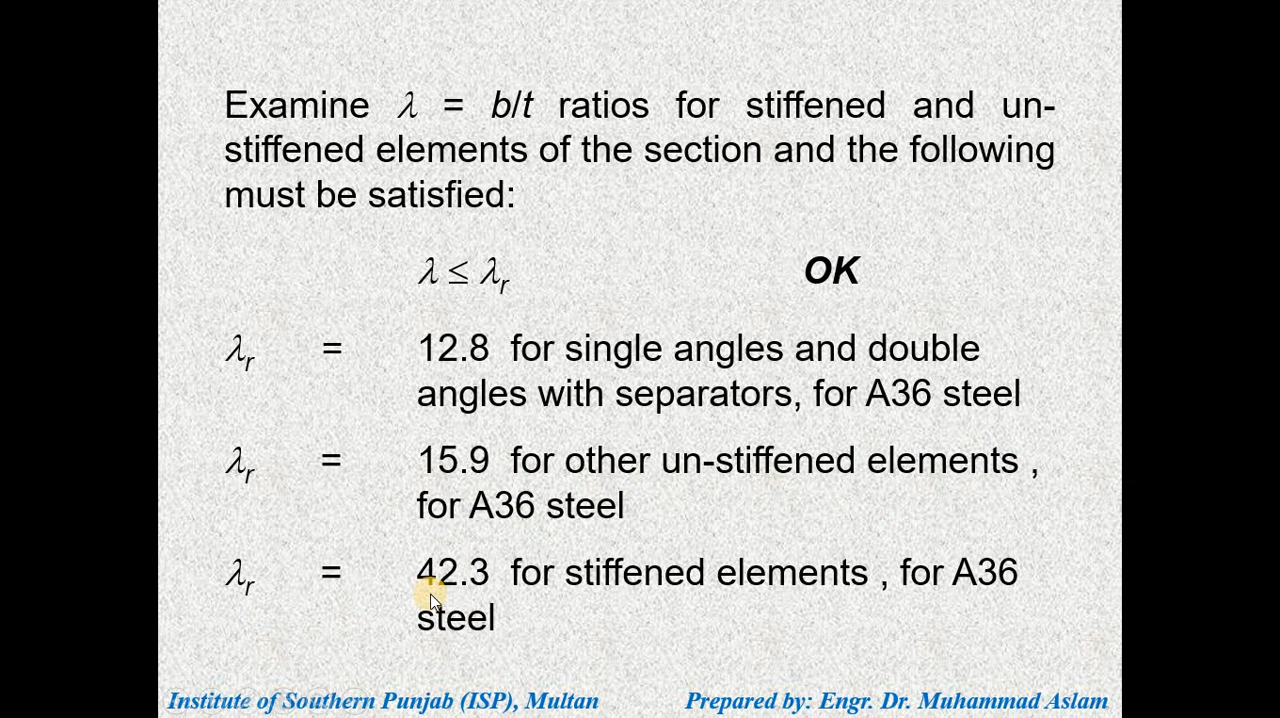 Examine λ = b/t ratios for stiffened and un-
stiffened elements of the section and the following
must be satisfied:
λ ≤ λr OK
λr = 12.8 for single angles and double
angles with separators, for A36 steel
λr = 15.9 for other un-stiffened elements ,
for A36 steel
λr = 42.3 for stiffened elements , for A36
steel
Institute of Southern Punjab (ISP), Multan Prepared by: Engr. Dr. Muhammad Aslam